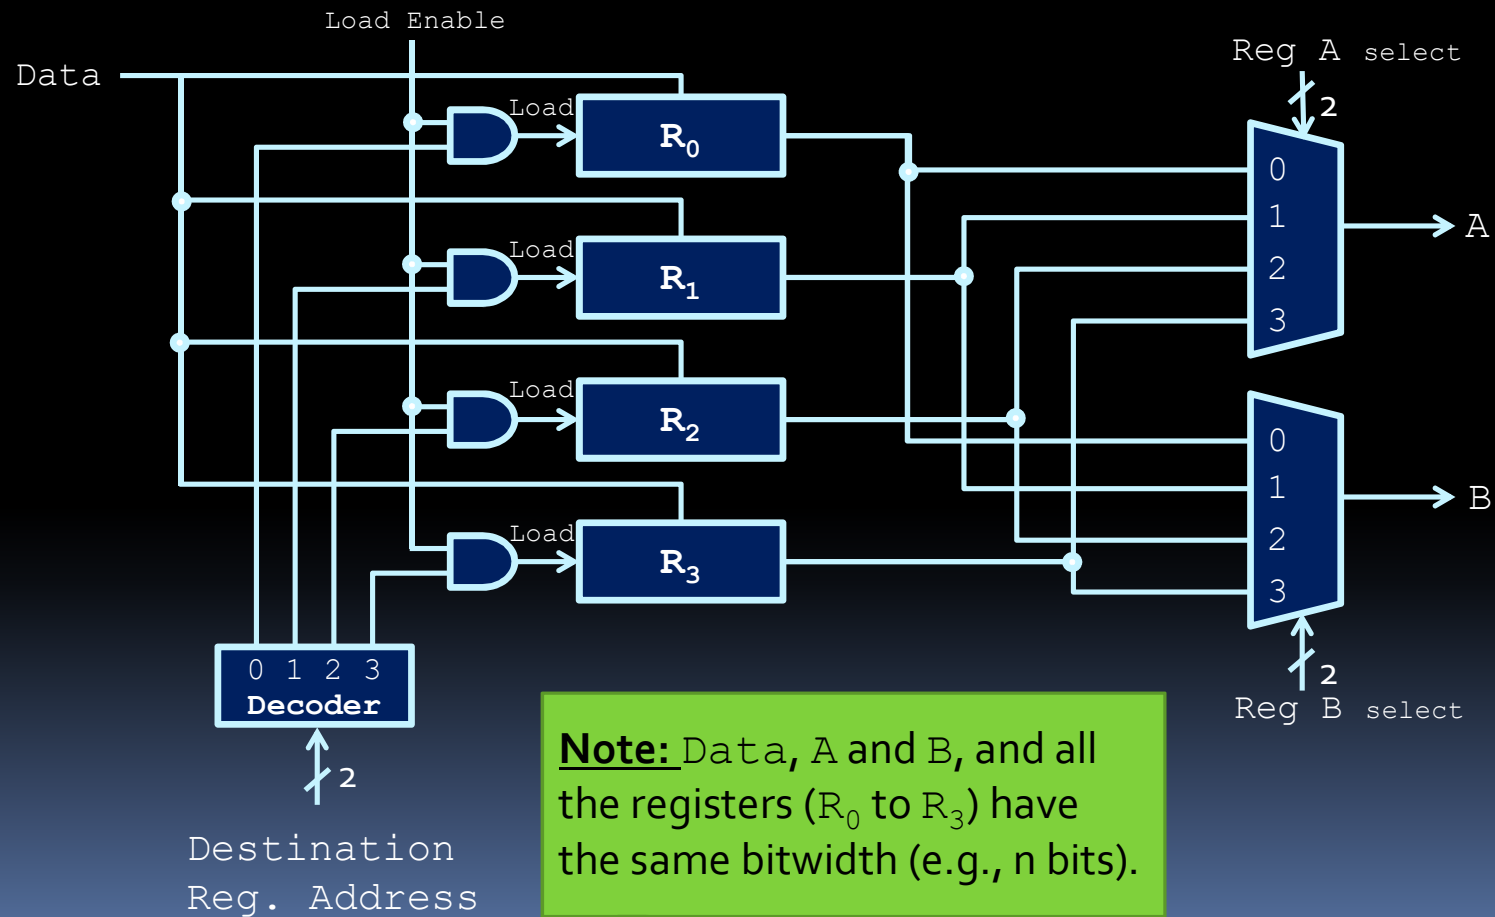 Load Enable
Data
Reg A select
2
Load
R₀
0
1
2
3
A
Load
R₁
Load
R₂
0
1
2
3
B
Load
R₃
0 1 2 3
Decoder
2
Reg B select
2
Destination
Reg. Address
Note: Data, A and B, and all
the registers (R₀ to R₃) have
the same bitwidth (e.g., n bits).